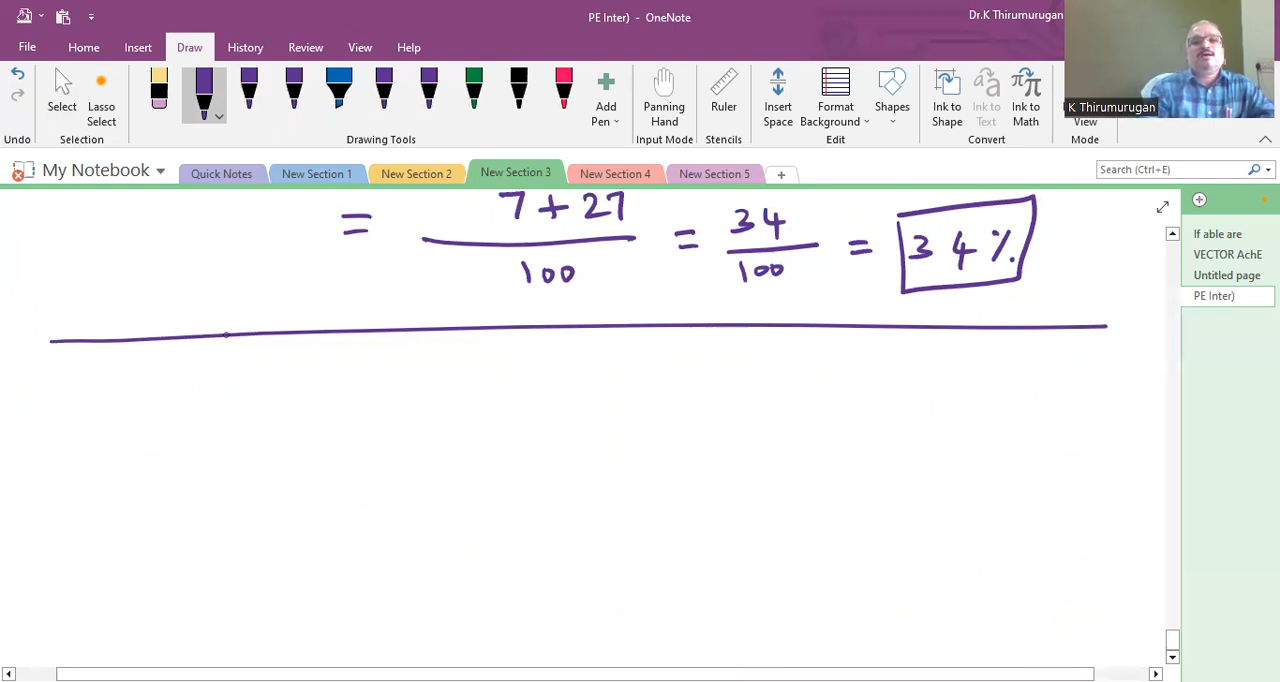 PE Inter) - OneNote
Dr.K Thirumurugan
File Home Insert Draw History Review View Help
Undo
Select
Lasso Select
Selection
Drawing Tools
Add Pen
Panning Hand
Input Mode
Ruler
Stencils
Insert Space
Format Background
Shapes
Edit
Ink to Shape
Ink to Text
Ink to Math
Convert
View
Mode
K Thirumurugan
My Notebook
Quick Notes
New Section 1
New Section 2
New Section 3
New Section 4
New Section 5
+
Search (Ctrl+E)
If able are
VECTOR AchE
Untitled page
PE Inter)
= 7 + 27 / 100 = 34 / 100 = 34%